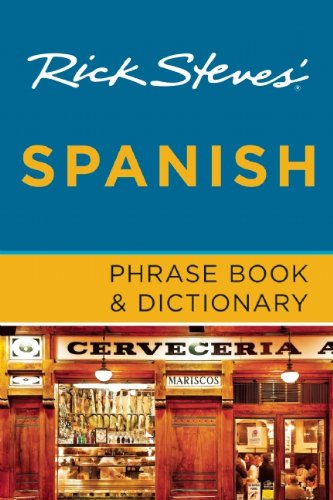 Rick Steves'®
SPANISH
PHRASE BOOK
& DICTIONARY
CERVECERIA A
MARISCOS